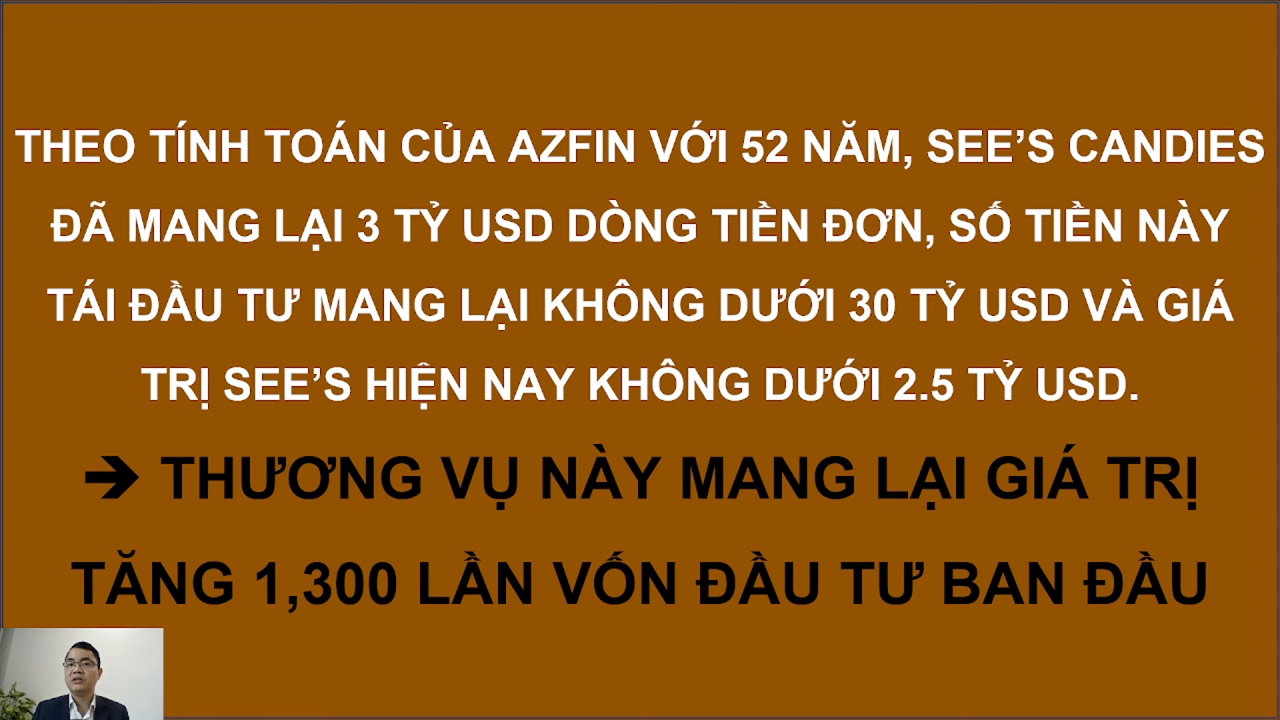 THEO TÍNH TOÁN CỦA AZFIN VỚI 52 NĂM, SEE’S CANDIES
ĐÃ MANG LẠI 3 TỶ USD DÒNG TIỀN ĐƠN, SỐ TIỀN NÀY
TÁI ĐẦU TƯ MANG LẠI KHÔNG DƯỚI 30 TỶ USD VÀ GIÁ
TRỊ SEE’S HIỆN NAY KHÔNG DƯỚI 2.5 TỶ USD.
➔ THƯƠNG VỤ NÀY MANG LẠI GIÁ TRỊ
TĂNG 1,300 LẦN VỐN ĐẦU TƯ BAN ĐẦU